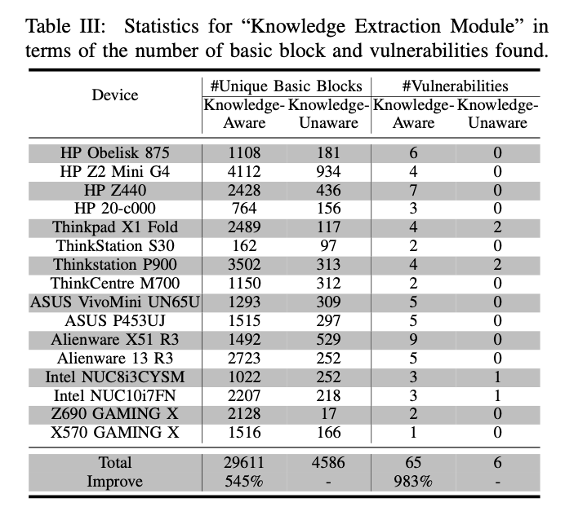 Table III: Statistics for “Knowledge Extraction Module” in
terms of the number of basic block and vulnerabilities found.
Device #Unique Basic Blocks #Vulnerabilities
Knowledge- Knowledge- Knowledge- Knowledge-
Aware Unaware Aware Unaware
HP Obelisk 875 1108 181 6 0
HP Z2 Mini G4 4112 934 4 0
HP Z440 2428 436 7 0
HP 20-c000 764 156 3 0
Thinkpad X1 Fold 2489 117 4 2
ThinkStation S30 162 97 2 0
Thinkstation P900 3502 313 4 2
ThinkCentre M700 1150 312 2 0
ASUS VivoMini UN65U 1293 309 5 0
ASUS P453UJ 1515 297 5 0
Alienware X51 R3 1492 529 9 0
Alienware 13 R3 2723 252 5 0
Intel NUC8i3CYSM 1022 252 3 1
Intel NUC10i7FN 2207 218 3 1
Z690 GAMING X 2128 17 2 0
X570 GAMING X 1516 166 1 0
Total 29611 4586 65 6
Improve 545% - 983% -